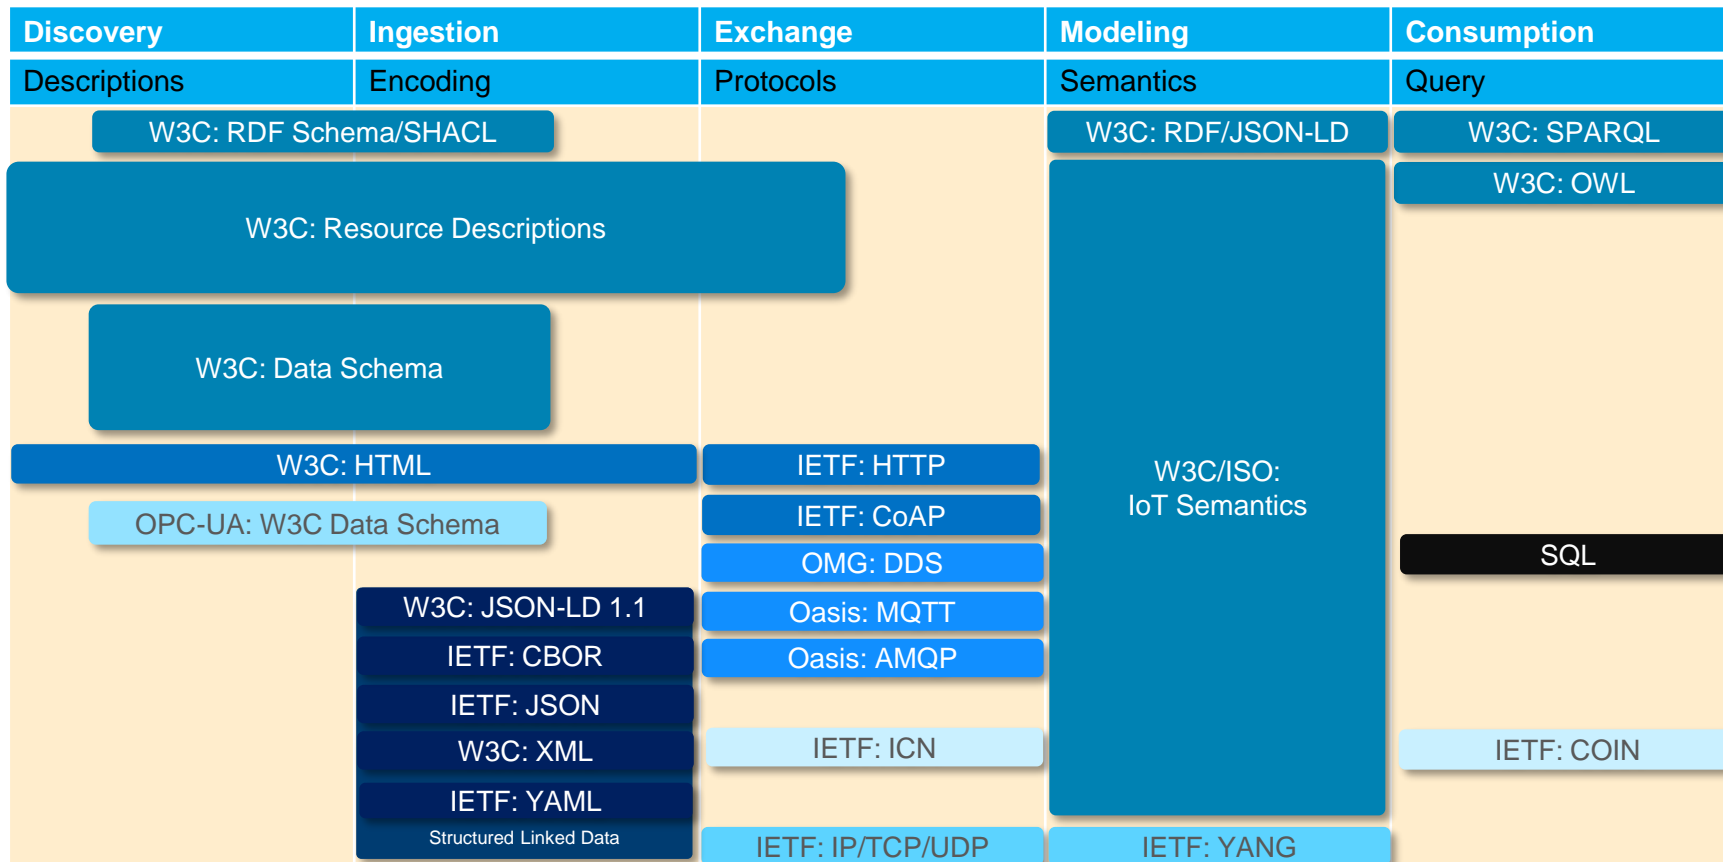 Discovery
Ingestion
Exchange
Modeling
Consumption
Descriptions
Encoding
Protocols
Semantics
Query
W3C: RDF Schema/SHACL
W3C: RDF/JSON-LD
W3C: SPARQL
W3C: OWL
W3C: Resource Descriptions
W3C: Data Schema
W3C: HTML
IETF: HTTP
W3C/ISO:
IoT Semantics
OPC-UA: W3C Data Schema
IETF: CoAP
OMG: DDS
SQL
W3C: JSON-LD 1.1
Oasis: MQTT
IETF: CBOR
Oasis: AMQP
IETF: JSON
W3C: XML
IETF: ICN
IETF: COIN
IETF: YAML
Structured Linked Data
IETF: IP/TCP/UDP
IETF: YANG